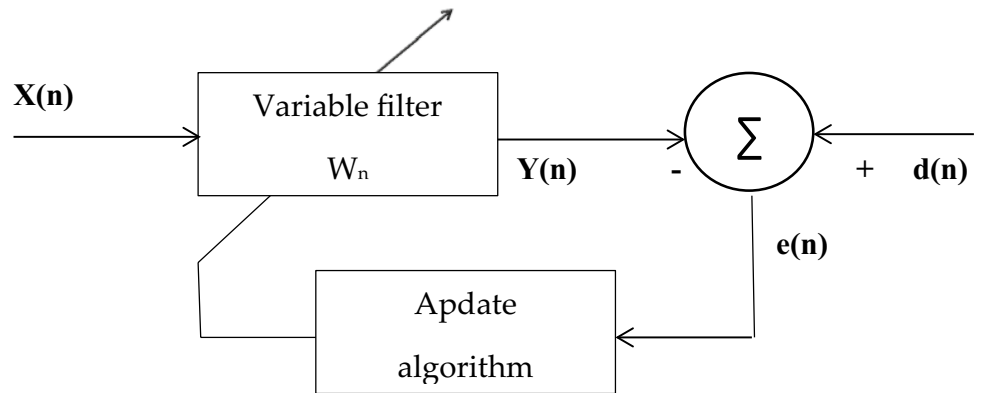 X(n)
Variable filter
Wn
Y(n)
-
∑
+
d(n)
e(n)
Apdate
algorithm